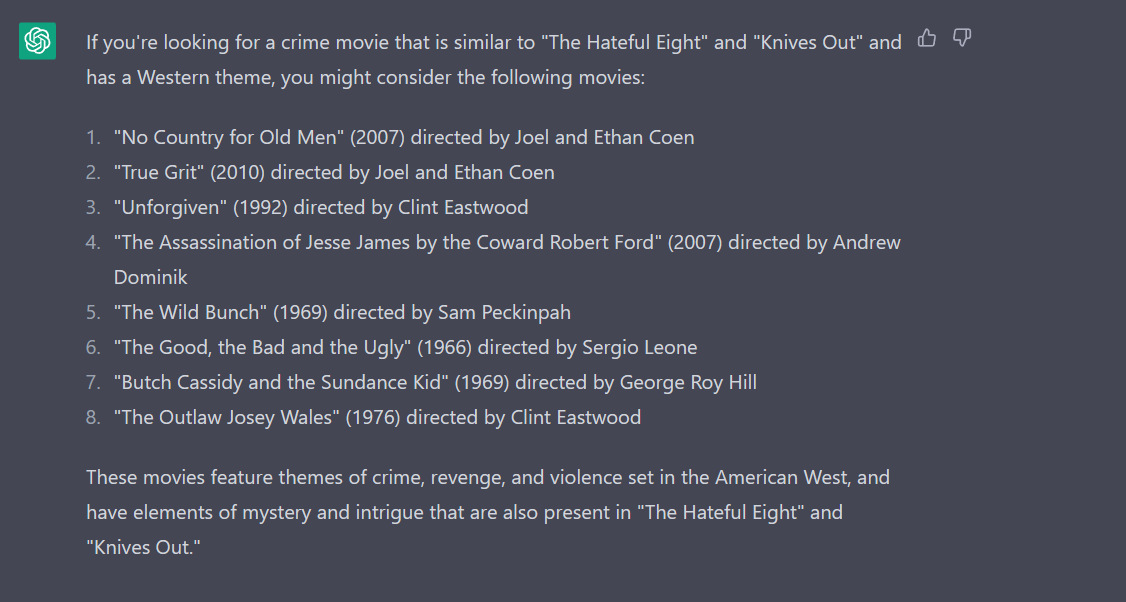 If you're looking for a crime movie that is similar to "The Hateful Eight" and "Knives Out" and
has a Western theme, you might consider the following movies:
1. "No Country for Old Men" (2007) directed by Joel and Ethan Coen
2. "True Grit" (2010) directed by Joel and Ethan Coen
3. "Unforgiven" (1992) directed by Clint Eastwood
4. "The Assassination of Jesse James by the Coward Robert Ford" (2007) directed by Andrew
Dominik
5. "The Wild Bunch" (1969) directed by Sam Peckinpah
6. "The Good, the Bad and the Ugly" (1966) directed by Sergio Leone
7. "Butch Cassidy and the Sundance Kid" (1969) directed by George Roy Hill
8. "The Outlaw Josey Wales" (1976) directed by Clint Eastwood
These movies feature themes of crime, revenge, and violence set in the American West, and
have elements of mystery and intrigue that are also present in "The Hateful Eight" and
"Knives Out."